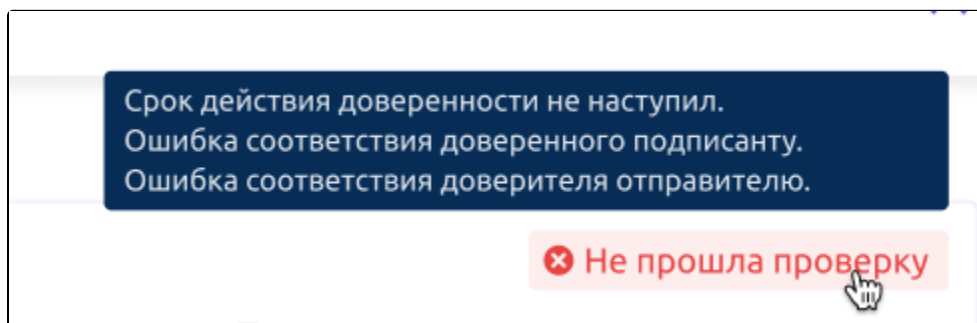 Срок действия доверенности не наступил.
Ошибка соответствия доверенного подписанту.
Ошибка соответствия доверителя отправителю.
Не прошла проверку